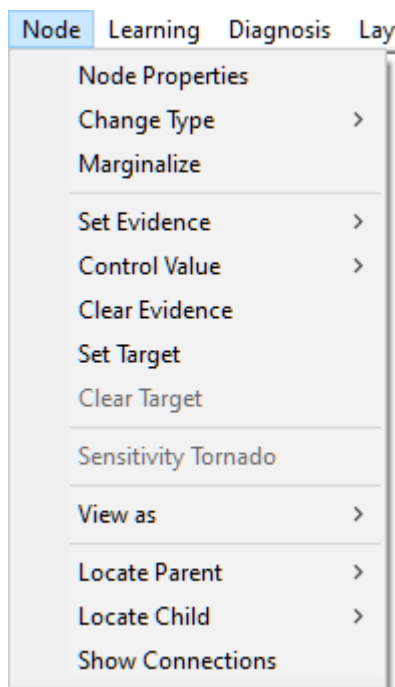 Node Learning Diagnosis Lay
Node Properties
Change Type
Marginalize
Set Evidence
Control Value
Clear Evidence
Set Target
Clear Target
Sensitivity Tornado
View as
Locate Parent
Locate Child
Show Connections